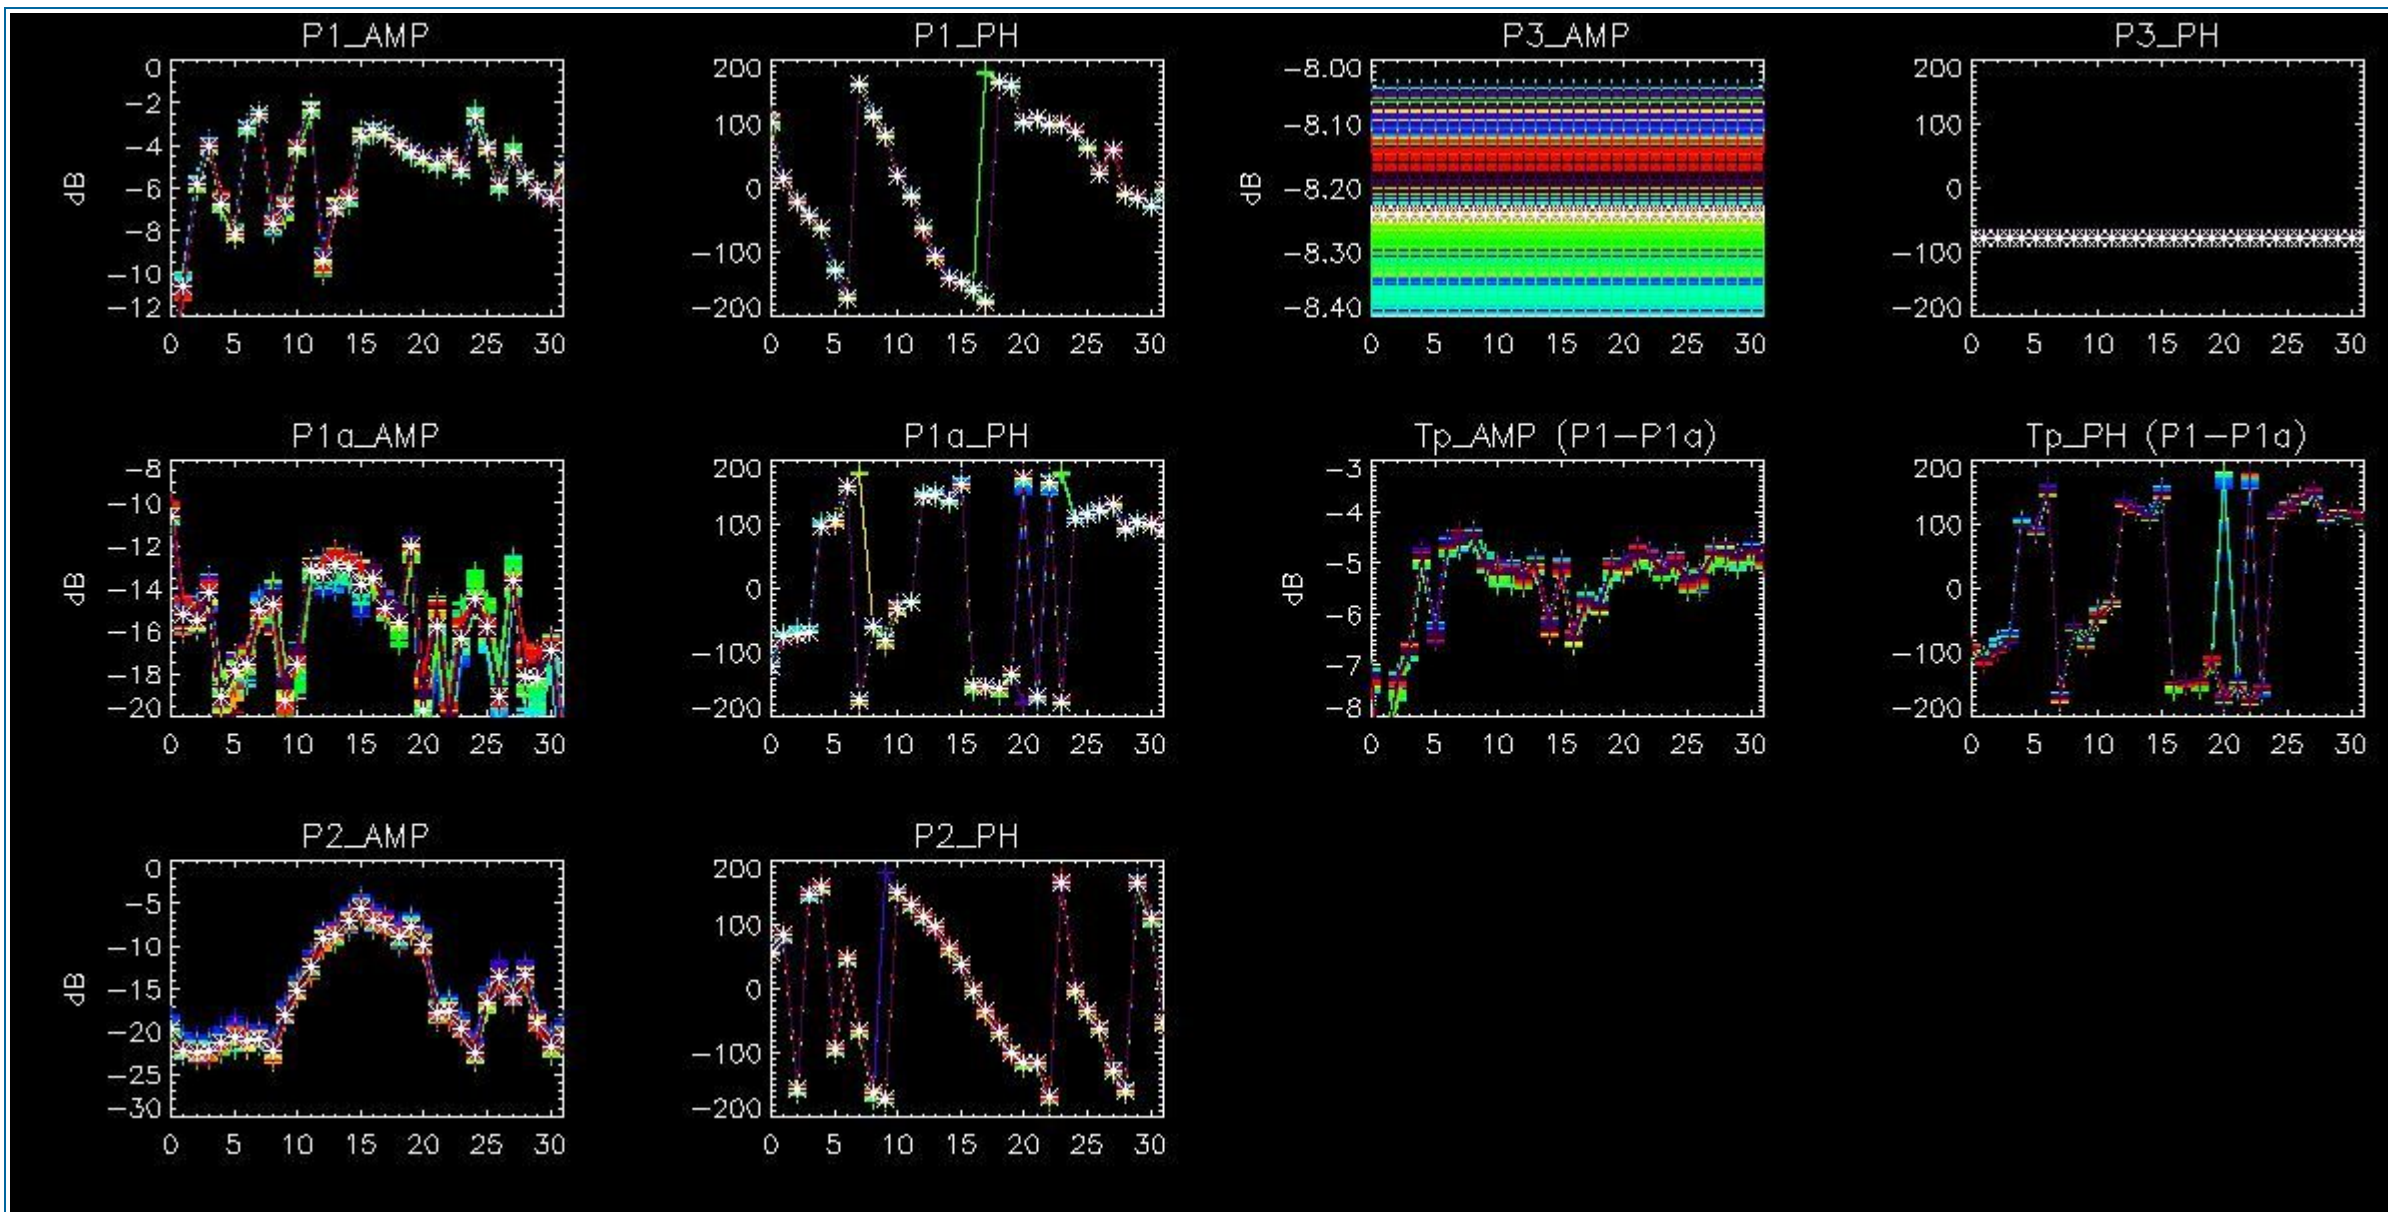 P1_AMP
0
−2
−4
−6
−8
−10
−12
dB
0 5 10 15 20 25 30
P1_PH
200
100
0
−100
−200
0 5 10 15 20 25 30
P3_AMP
−8.00
−8.10
−8.20
−8.30
−8.40
dB
0 5 10 15 20 25 30
P3_PH
200
100
0
−100
−200
0 5 10 15 20 25 30
P1a_AMP
−8
−10
−12
−14
−16
−18
−20
dB
0 5 10 15 20 25 30
P1a_PH
200
100
0
−100
−200
0 5 10 15 20 25 30
Tp_AMP (P1−P1a)
−3
−4
−5
−6
−7
−8
dB
0 5 10 15 20 25 30
Tp_PH (P1−P1a)
200
100
0
−100
−200
0 5 10 15 20 25 30
P2_AMP
0
−5
−10
−15
−20
−25
−30
dB
0 5 10 15 20 25 30
P2_PH
200
100
0
−100
−200
0 5 10 15 20 25 30